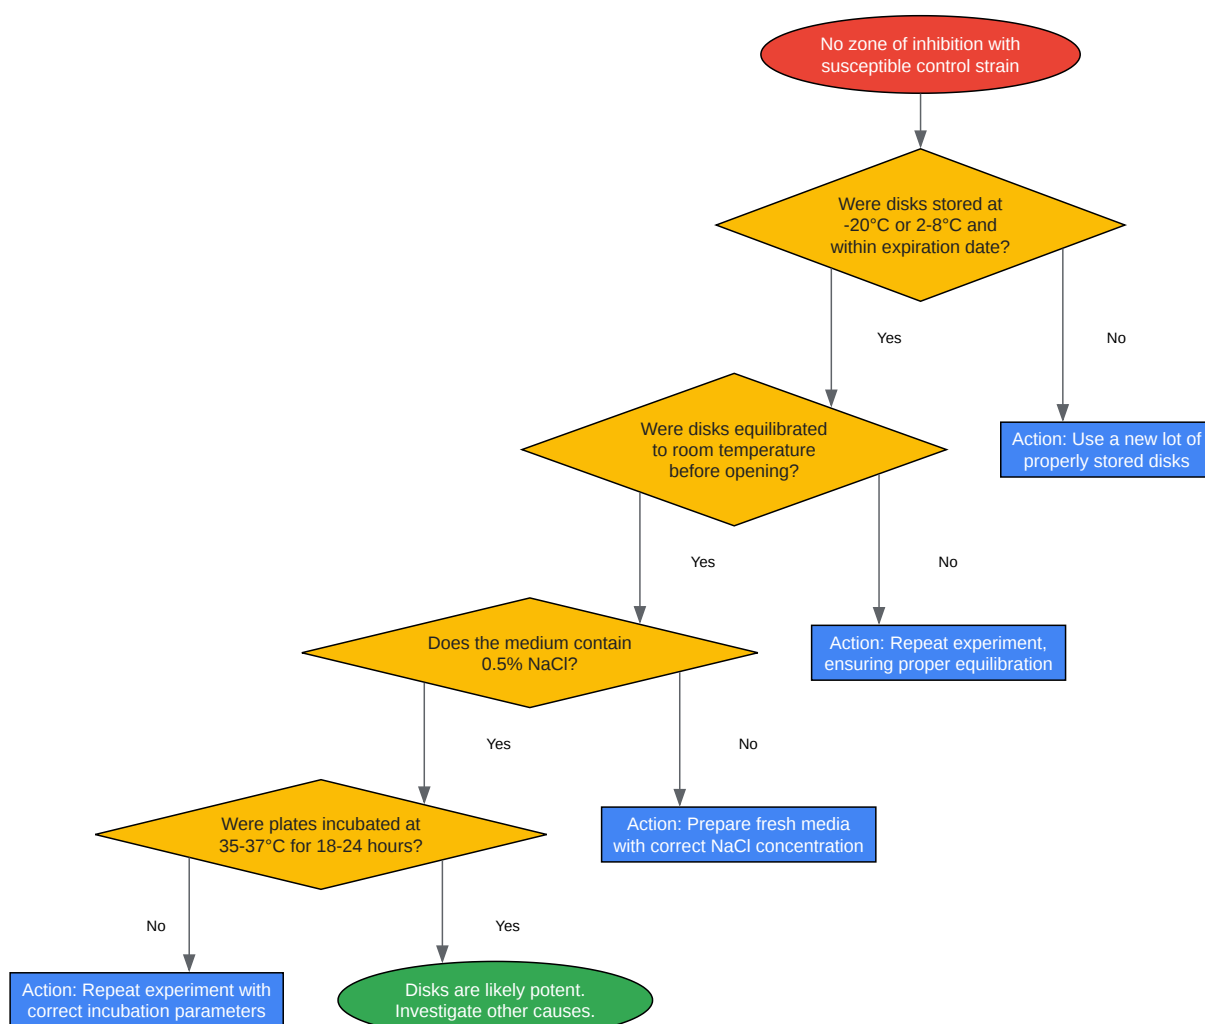 No zone of inhibition with
susceptible control strain
Were disks stored at
-20°C or 2-8°C and
within expiration date?
Yes
No
Were disks equilibrated
to room temperature
before opening?
Action: Use a new lot of
properly stored disks
Yes
No
Does the medium contain
0.5% NaCl?
Action: Repeat experiment,
ensuring proper equilibration
Yes
No
Were plates incubated at
35-37°C for 18-24 hours?
Action: Prepare fresh media
with correct NaCl concentration
No
Yes
Action: Repeat experiment with
correct incubation parameters
Disks are likely potent.
Investigate other causes.